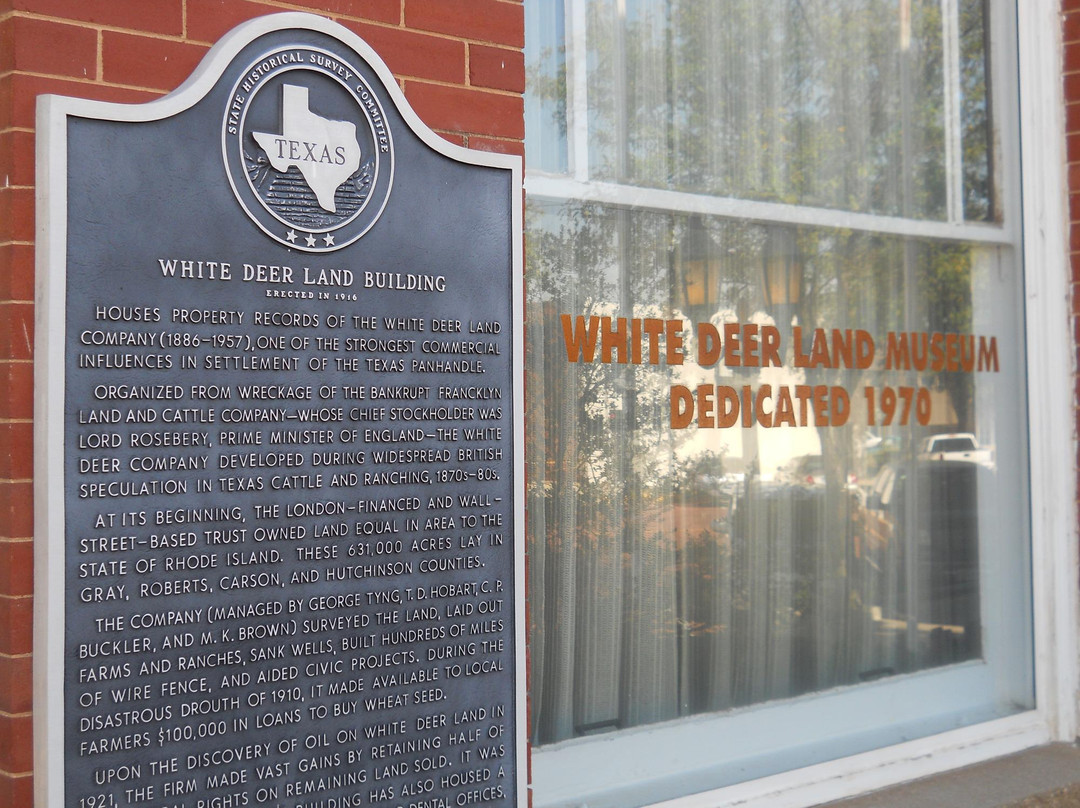 STATE HISTORICAL SURVEY COMMITTEE
TEXAS
WHITE DEER LAND BUILDING
ERECTED IN 1916
HOUSES PROPERTY RECORDS OF THE WHITE DEER LAND
COMPANY (1886–1957), ONE OF THE STRONGEST COMMERCIAL
INFLUENCES IN SETTLEMENT OF THE TEXAS PANHANDLE.
ORGANIZED FROM WRECKAGE OF THE BANKRUPT FRANCKLYN
LAND AND CATTLE COMPANY—WHOSE CHIEF STOCKHOLDER WAS
LORD ROSEBERY, PRIME MINISTER OF ENGLAND—THE WHITE
DEER COMPANY DEVELOPED DURING WIDESPREAD BRITISH
SPECULATION IN TEXAS CATTLE AND RANCHING, 1870s–80s.
AT ITS BEGINNING, THE LONDON–FINANCED AND WALL–
STREET–BASED TRUST OWNED LAND EQUAL IN AREA TO THE
STATE OF RHODE ISLAND. THESE 631,000 ACRES LAY IN
GRAY, ROBERTS, CARSON, AND HUTCHINSON COUNTIES.
THE COMPANY (MANAGED BY GEORGE TYNG, T. D. HOBART, C. P.
BUCKLER, AND M. K. BROWN) SURVEYED THE LAND, LAID OUT
FARMS AND RANCHES, SANK WELLS, BUILT HUNDREDS OF MILES
OF WIRE FENCE, AND AIDED CIVIC PROJECTS. DURING THE
DISASTROUS DROUTH OF 1910, IT MADE AVAILABLE TO LOCAL
FARMERS $100,000 IN LOANS TO BUY WHEAT SEED.
UPON THE DISCOVERY OF OIL ON WHITE DEER LAND IN
1921, THE FIRM MADE VAST GAINS BY RETAINING HALF OF
RIGHTS ON REMAINING LAND SOLD. IT WAS
BUILDING HAS ALSO HOUSED A
DENTAL OFFICES,
WHITE DEER LAND MUSEUM
DEDICATED 1970